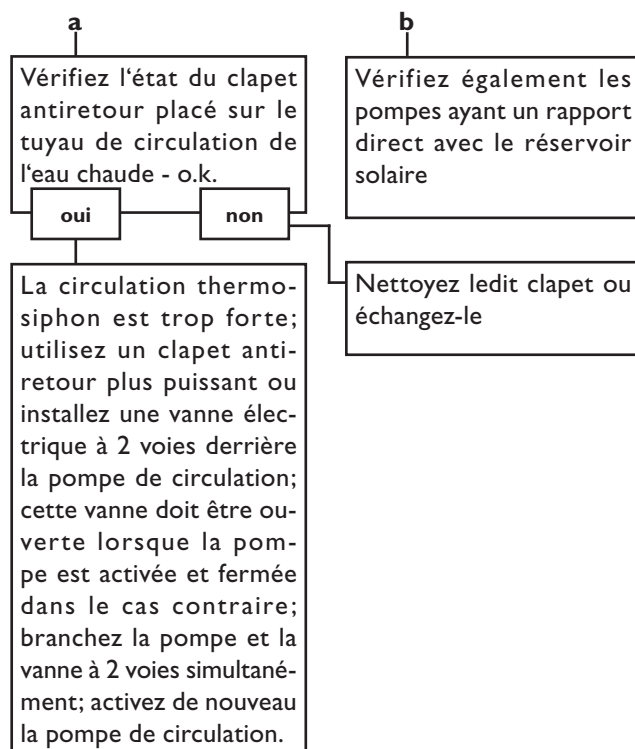 a
Vérifiez l‘état du clapet
antiretour placé sur le
tuyau de circulation de
l‘eau chaude - o.k.
oui
non
La circulation thermo-
siphon est trop forte;
utilisez un clapet anti-
retour plus puissant ou
installez une vanne élec-
trique à 2 voies derrière
la pompe de circulation;
cette vanne doit être ou-
verte lorsque la pom-
pe est activée et fermée
dans le cas contraire;
branchez la pompe et la
vanne à 2 voies simultané-
ment; activez de nouveau
la pompe de circulation.
b
Vérifiez également les
pompes ayant un rapport
direct avec le réservoir
solaire
Nettoyez ledit clapet ou
échangez-le